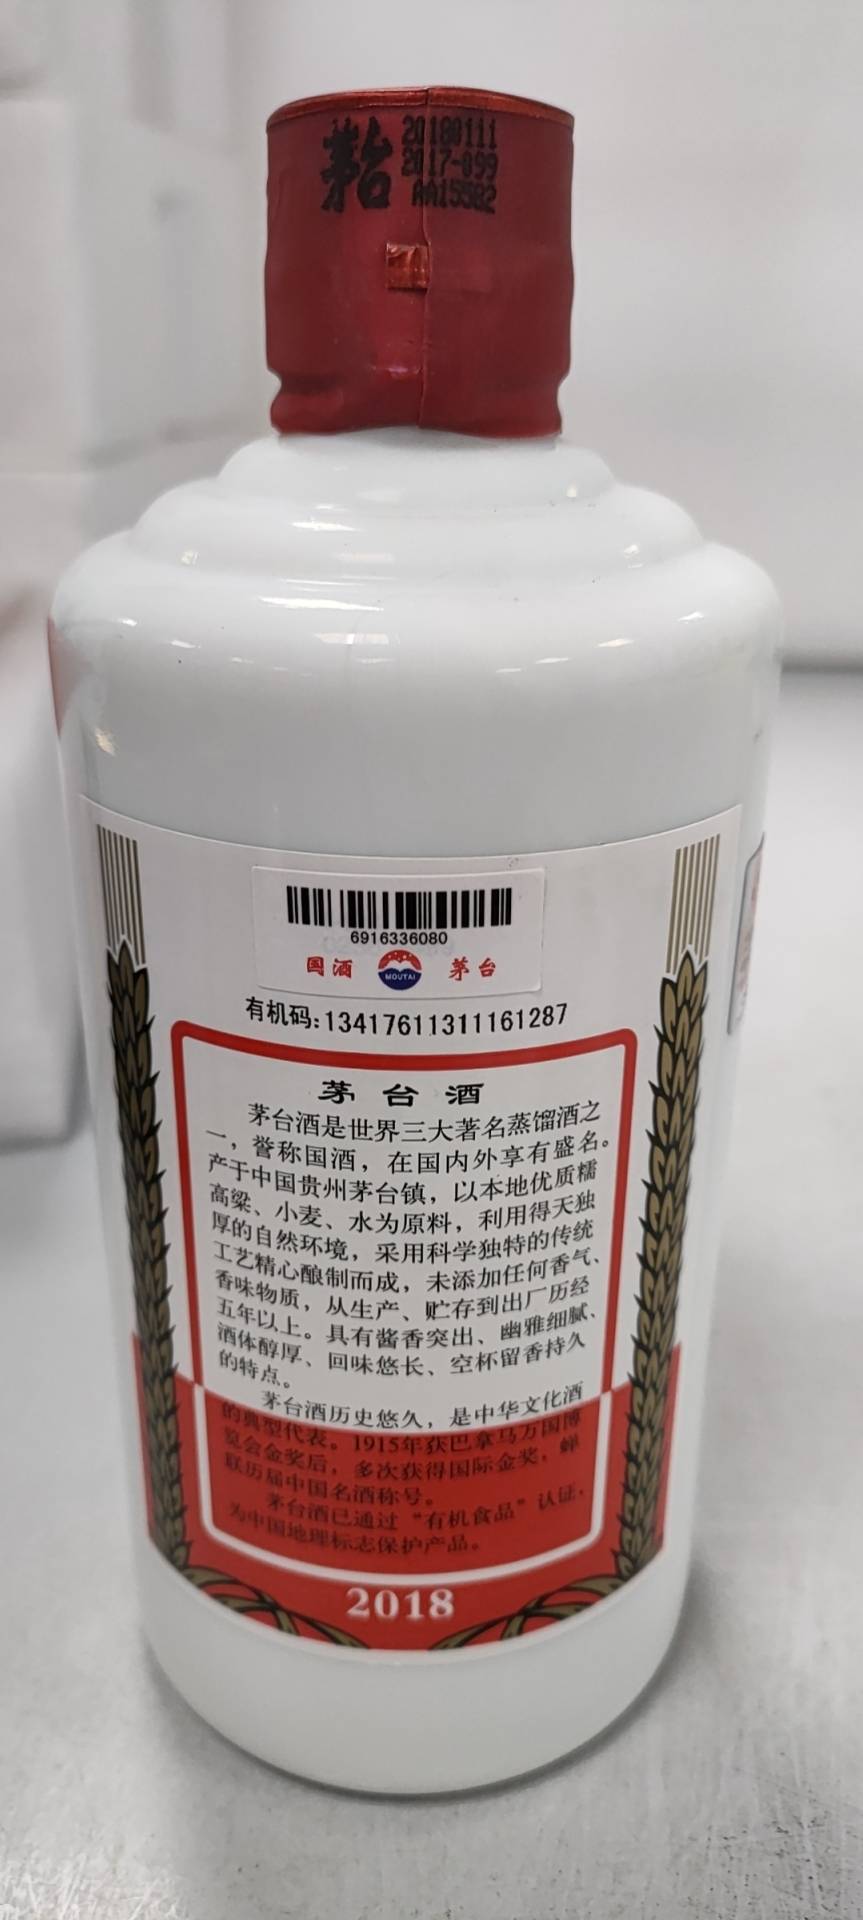 茅台
20180111
2017-099
AA15582
6916336080
国酒 MOUTAI 茅台
有机码:13417611311161287
茅台酒
茅台酒是世界三大著名蒸馏酒之
一，誉称国酒，在国内外享有盛名。
产于中国贵州茅台镇，以本地优质糯
高粱、小麦、水为原料，利用得天独
厚的自然环境，采用科学独特的传统
工艺精心酿制而成，未添加任何香气、
香味物质，从生产、贮存到出厂历经
五年以上。具有酱香突出、幽雅细腻、
酒体醇厚、回味悠长、空杯留香持久
的特点。
茅台酒历史悠久，是中华文化酒
的典型代表。1915年获巴拿马万国博
览会金奖后，多次获得国际金奖，蝉
联历届中国名酒称号。
茅台酒已通过“有机食品”认证，
为中国地理标志保护产品。
2018